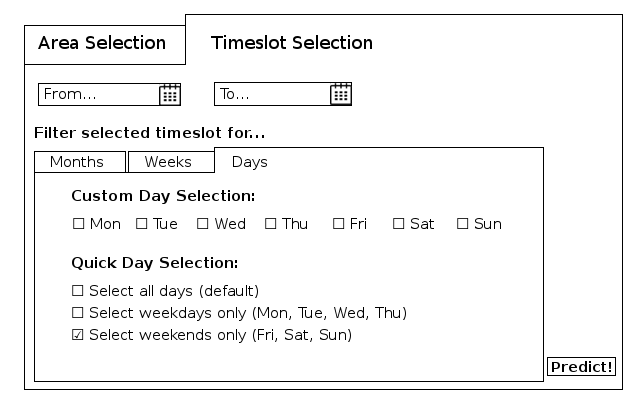 Area Selection Timeslot Selection
From... To...
Filter selected timeslot for...
Months Weeks Days
Custom Day Selection:
☐ Mon ☐ Tue ☐ Wed ☐ Thu ☐ Fri ☐ Sat ☐ Sun
Quick Day Selection:
☐ Select all days (default)
☐ Select weekdays only (Mon, Tue, Wed, Thu)
☑ Select weekends only (Fri, Sat, Sun)
Predict!